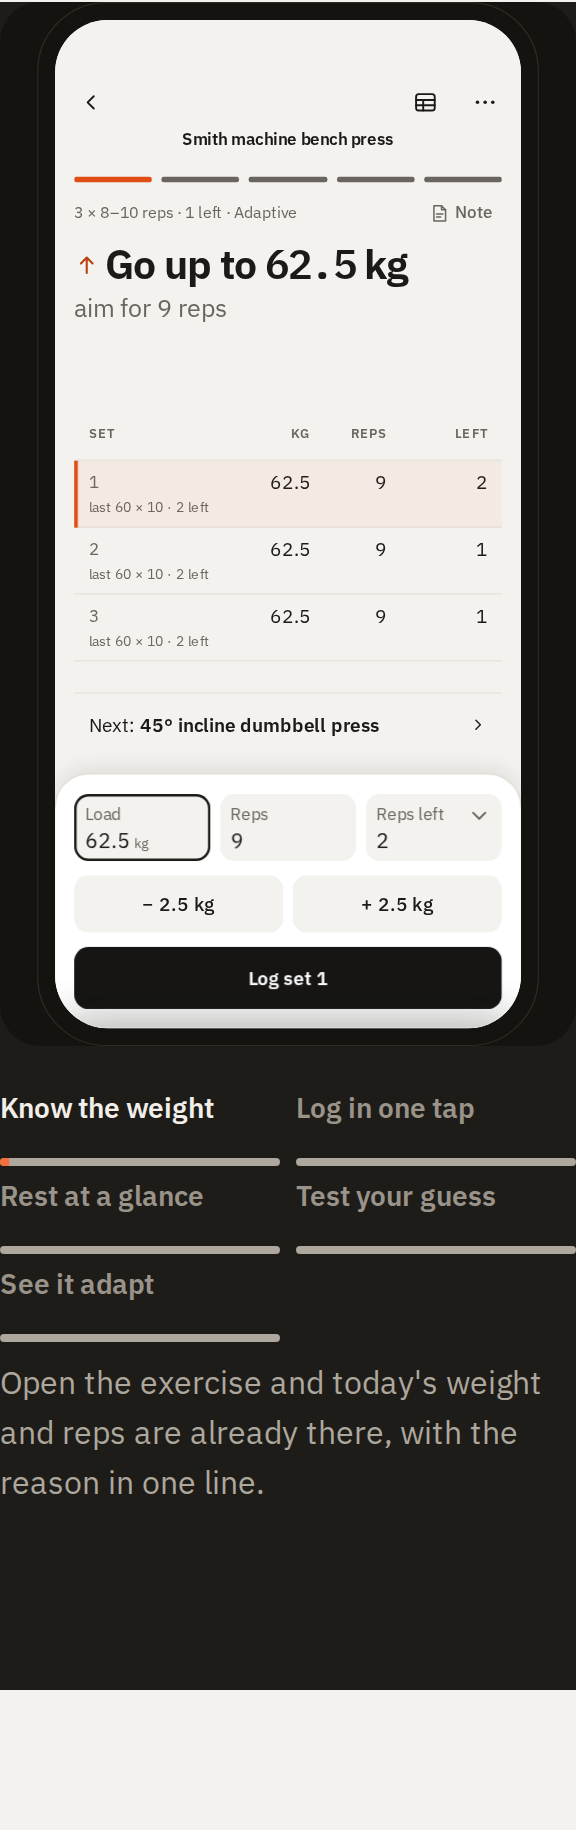 Smith machine bench press
3 × 8–10 reps · 1 left · Adaptive
Note
↑ Go up to 62.5 kg
aim for 9 reps
SET KG REPS LEFT
1 62.5 9 2
last 60 × 10 · 2 left
2 62.5 9 1
last 60 × 10 · 2 left
3 62.5 9 1
last 60 × 10 · 2 left
Next: 45° incline dumbbell press
Load Reps Reps left
62.5 kg 9 2
− 2.5 kg + 2.5 kg
Log set 1
Know the weight Log in one tap
Rest at a glance Test your guess
See it adapt
Open the exercise and today's weight
and reps are already there, with the
reason in one line.